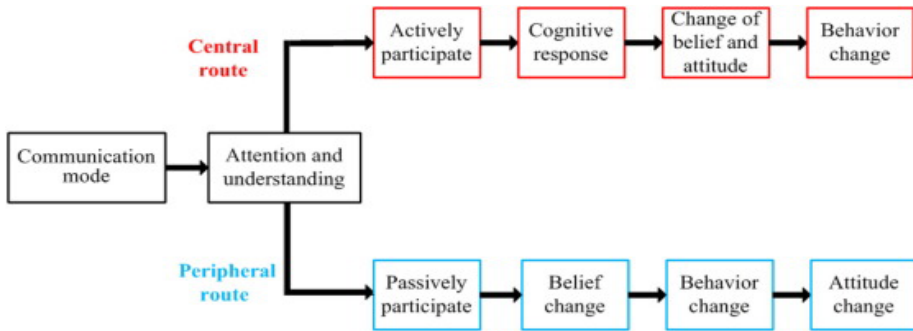 Central
route
Actively
participate
Cognitive
response
Change of
belief and
attitude
Behavior
change
Communication
mode
Attention and
understanding
Peripheral
route
Passively
participate
Belief
change
Behavior
change
Attitude
change